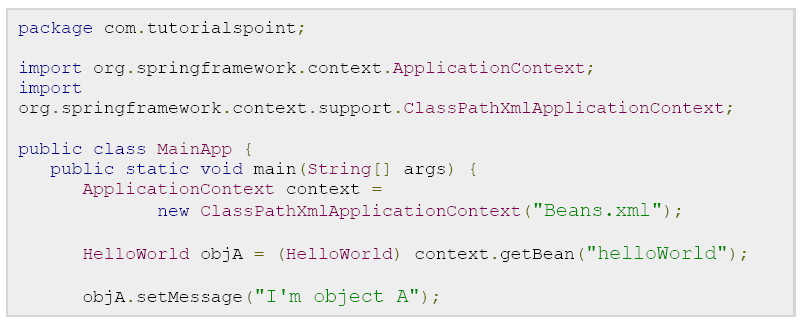 package com.tutorialspoint;
import org.springframework.context.ApplicationContext;
import
org.springframework.context.support.ClassPathXmlApplicationContext;
public class MainApp {
public static void main(String[] args) {
ApplicationContext context =
new ClassPathXmlApplicationContext("Beans.xml");
HelloWorld objA = (HelloWorld) context.getBean("helloWorld");
objA.setMessage("I'm object A");